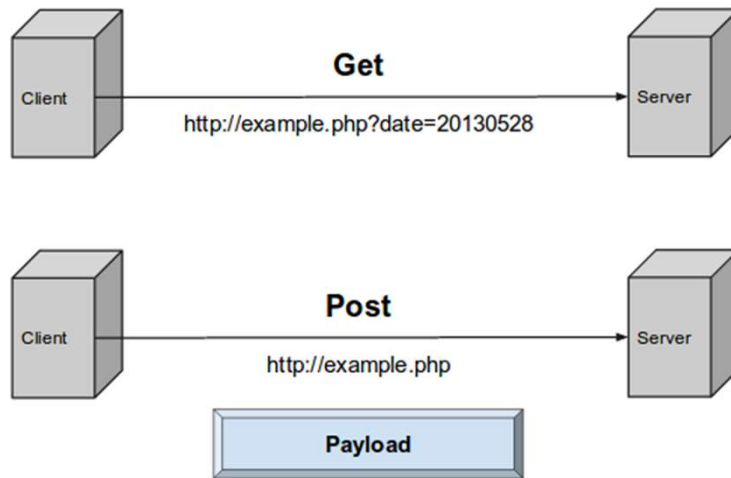 Get
Client
Server
http://example.php?date=20130528
Post
Client
Server
http://example.php
Payload